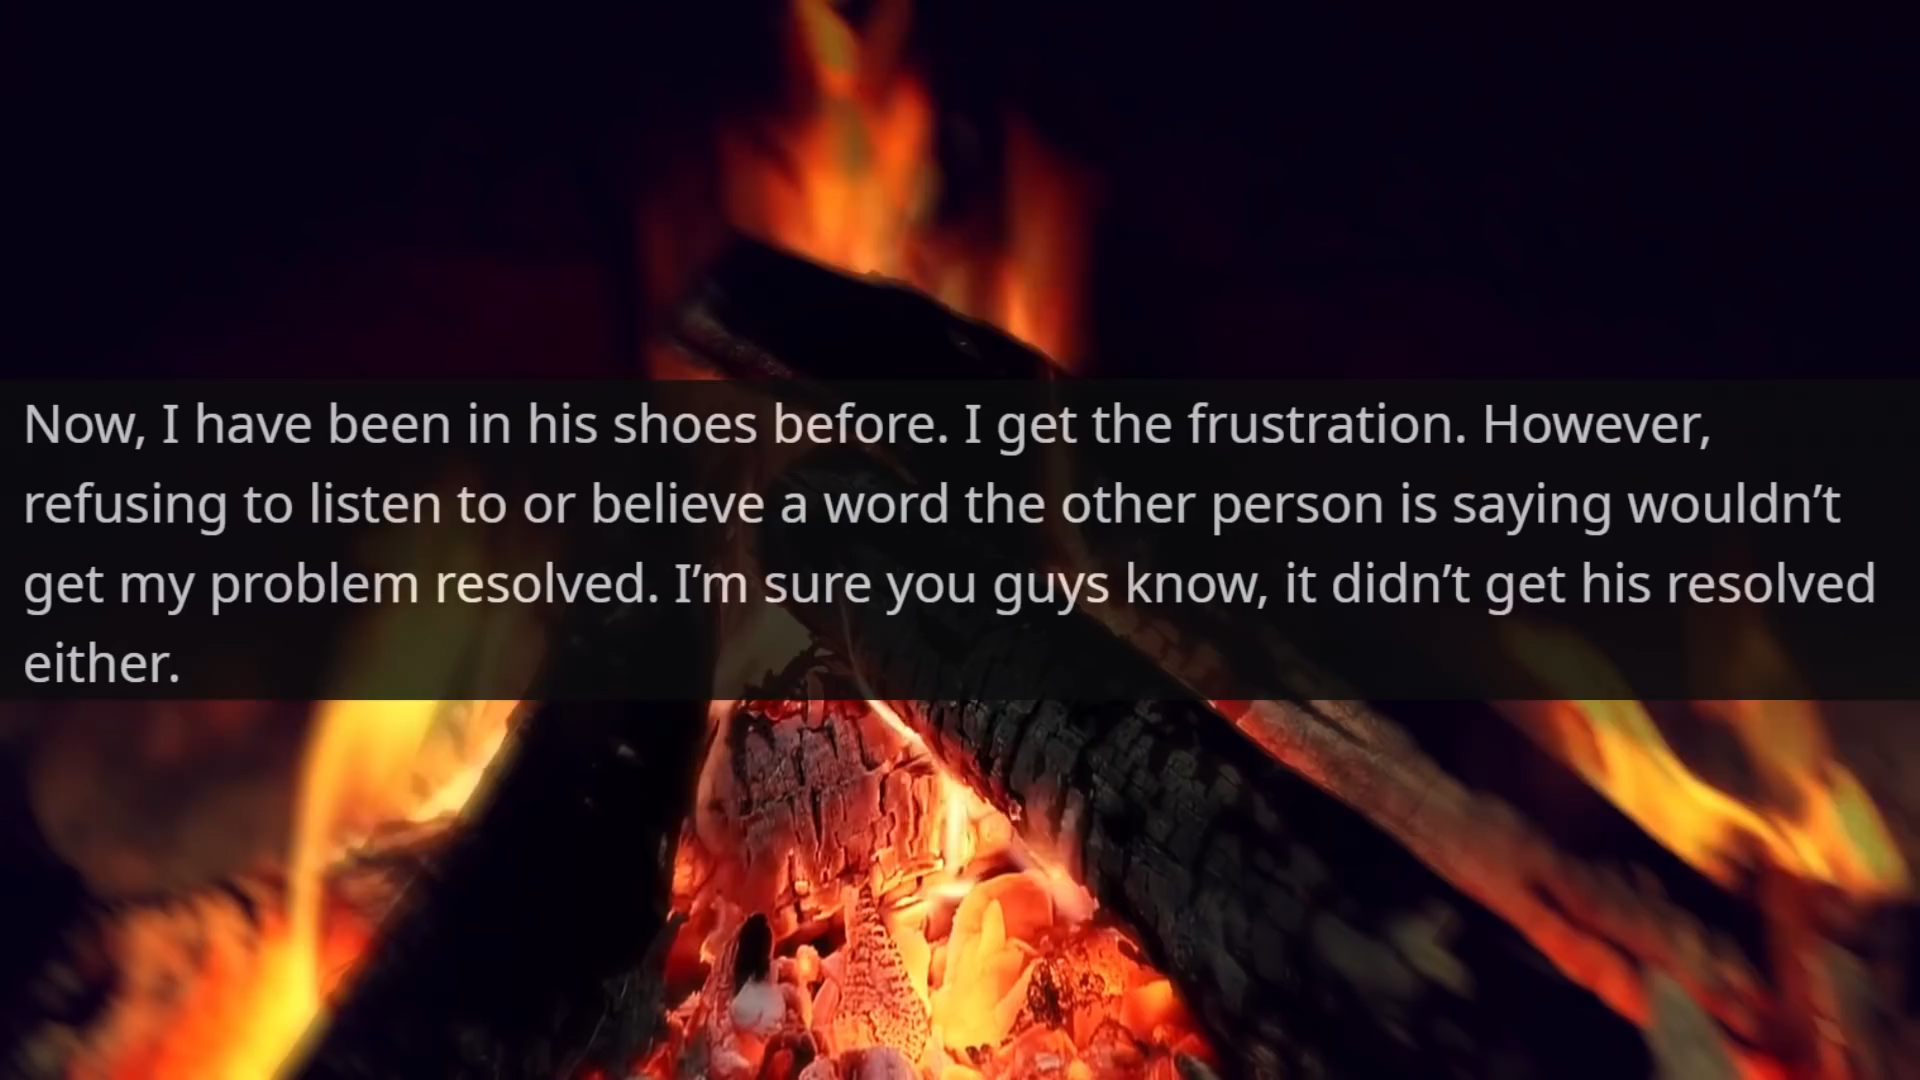 Now, I have been in his shoes before. I get the frustration. However,
refusing to listen to or believe a word the other person is saying wouldn’t
get my problem resolved. I’m sure you guys know, it didn’t get his resolved
either.